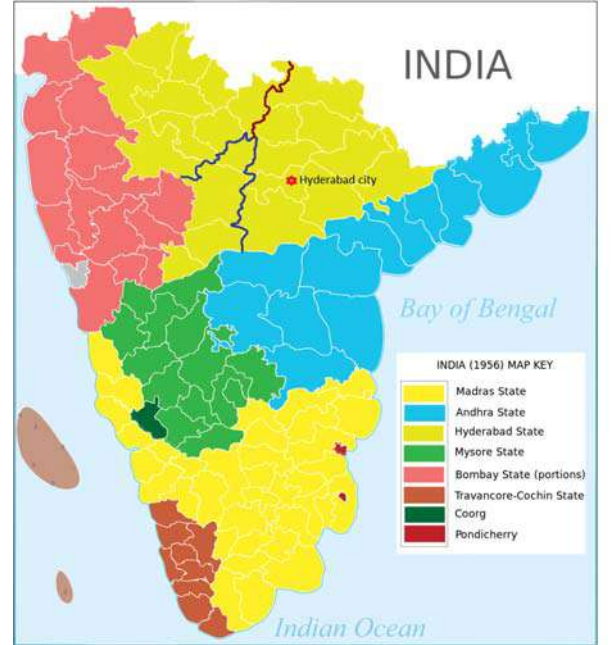 INDIA
Hyderabad city
Bay of Bengal
INDIA (1956) MAP KEY
Madras State
Andhra State
Hyderabad State
Mysore State
Bombay State (portions)
Travancore-Cochin State
Coorg
Pondicherry
Indian Ocean